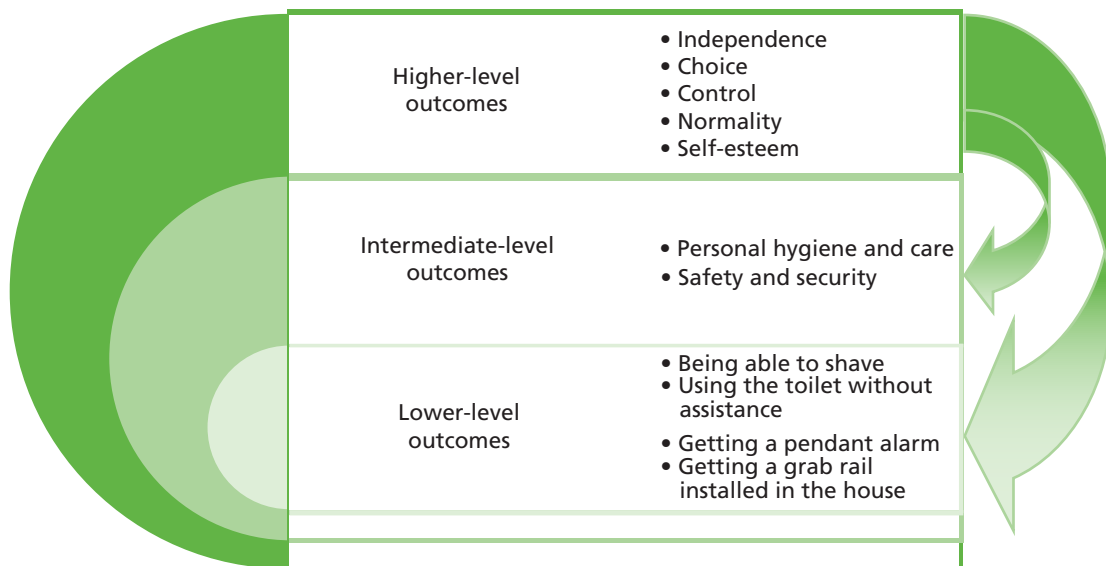 Higher-level
outcomes
• Independence
• Choice
• Control
• Normality
• Self-esteem
Intermediate-level
outcomes
• Personal hygiene and care
• Safety and security
Lower-level
outcomes
• Being able to shave
• Using the toilet without
assistance
• Getting a pendant alarm
• Getting a grab rail
installed in the house